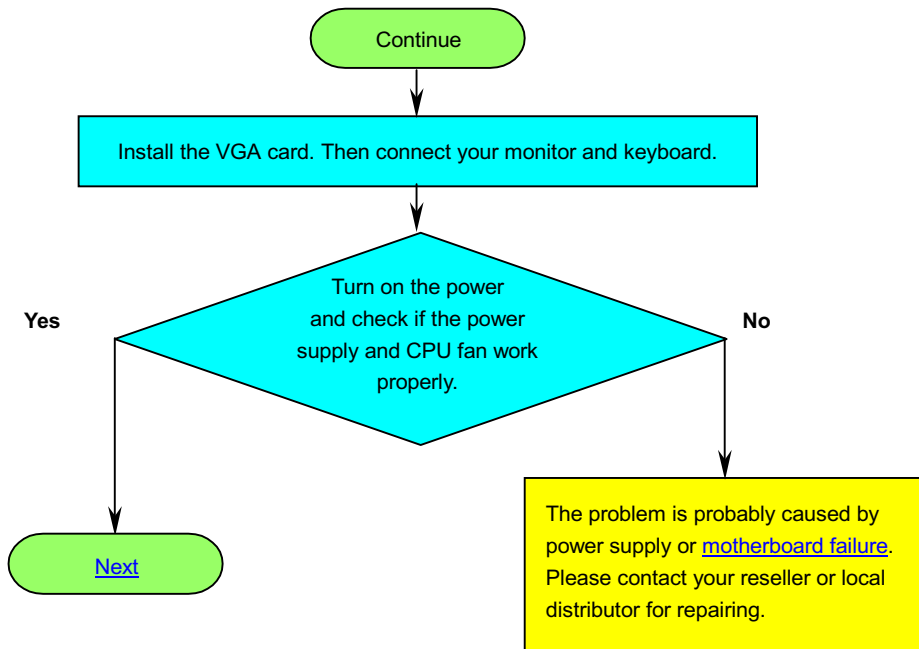 Continue
Install the VGA card. Then connect your monitor and keyboard.
Turn on the power
and check if the power
supply and CPU fan work
properly.
Yes
No
The problem is probably caused by
power supply or motherboard failure.
Please contact your reseller or local
distributor for repairing.
Next